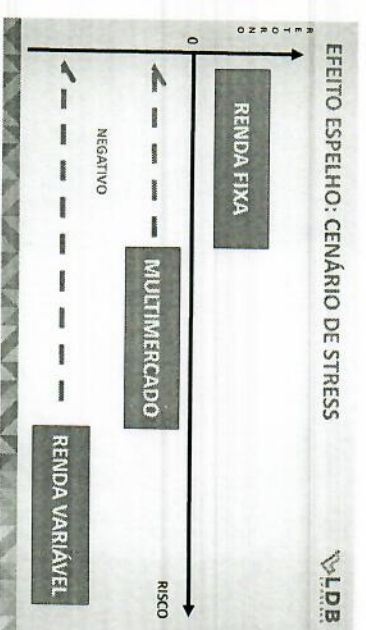 EFEITO ESPELHO: CENÁRIO DE STRESS
LDB
RETORNO
RENDA FIXA
0
RISCO
MULTIMERCADO
NEGATIVO
RENDA VARIÁVEL